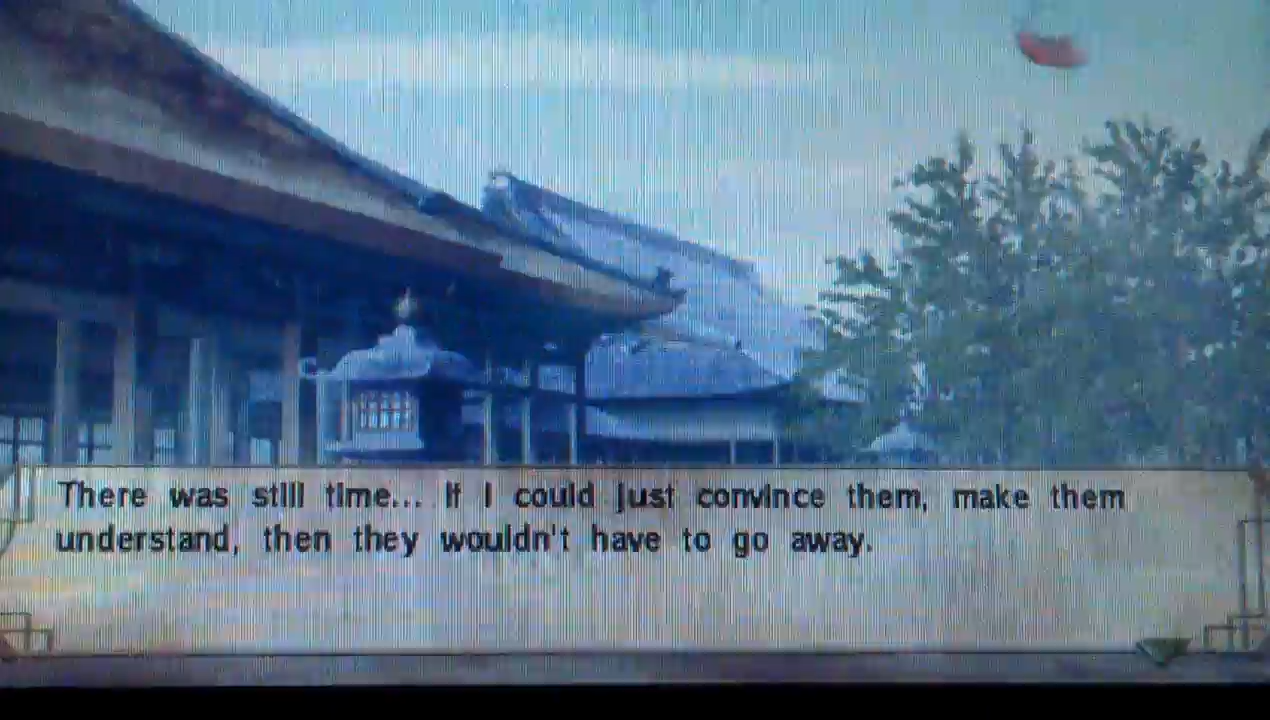 There was still time... If I could just convince them, make them
understand, then they wouldn't have to go away.